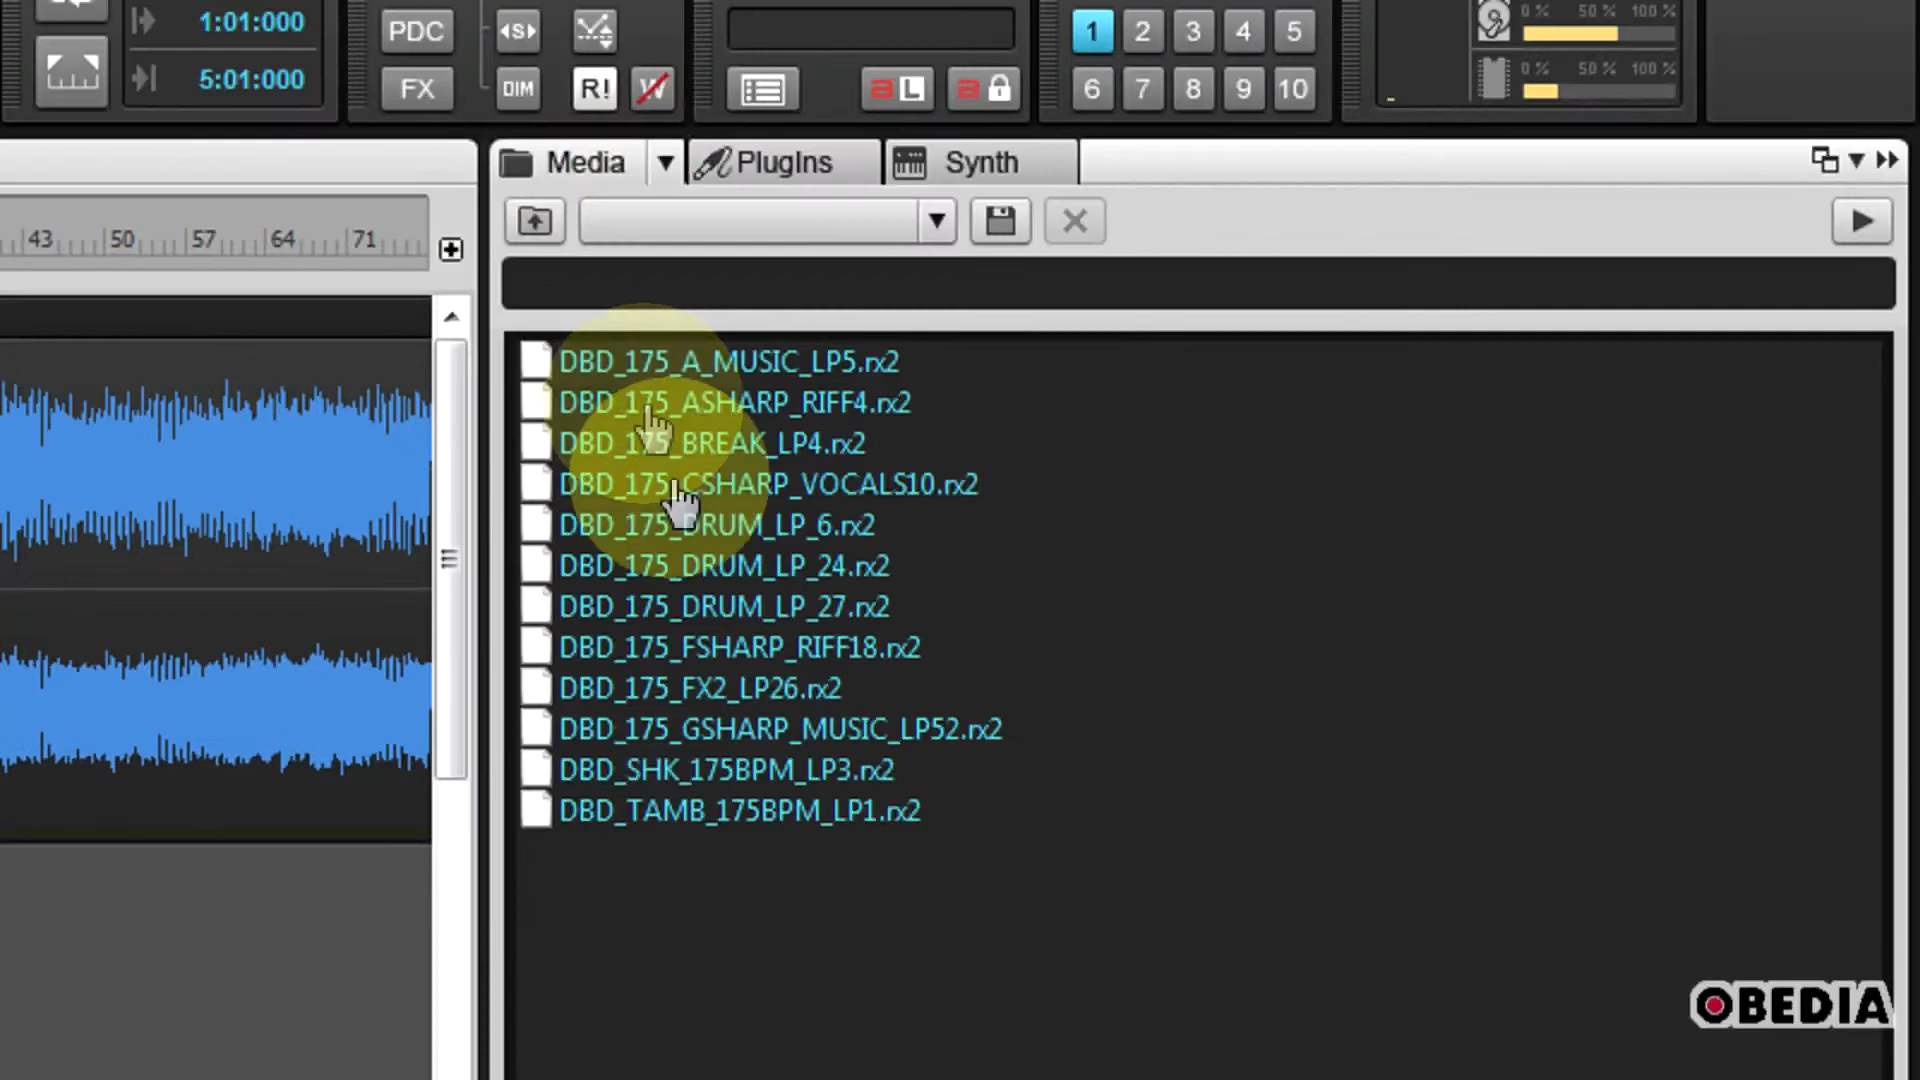 1:01:000
5:01:000
PDC
FX
<S>
DIM
R!
W
a L
a
1 2 3 4 5
6 7 8 9 10
0 % 50 % 100 %
0 % 50 % 100 %
Media
PlugIns
Synth
43 50 57 64 71
DBD_175_A_MUSIC_LP5.rx2
DBD_175_ASHARP_RIFF4.rx2
DBD_175_BREAK_LP4.rx2
DBD_175_CSHARP_VOCALS10.rx2
DBD_175_DRUM_LP_6.rx2
DBD_175_DRUM_LP_24.rx2
DBD_175_DRUM_LP_27.rx2
DBD_175_FSHARP_RIFF18.rx2
DBD_175_FX2_LP26.rx2
DBD_175_GSHARP_MUSIC_LP52.rx2
DBD_SHK_175BPM_LP3.rx2
DBD_TAMB_175BPM_LP1.rx2
OBEDIA